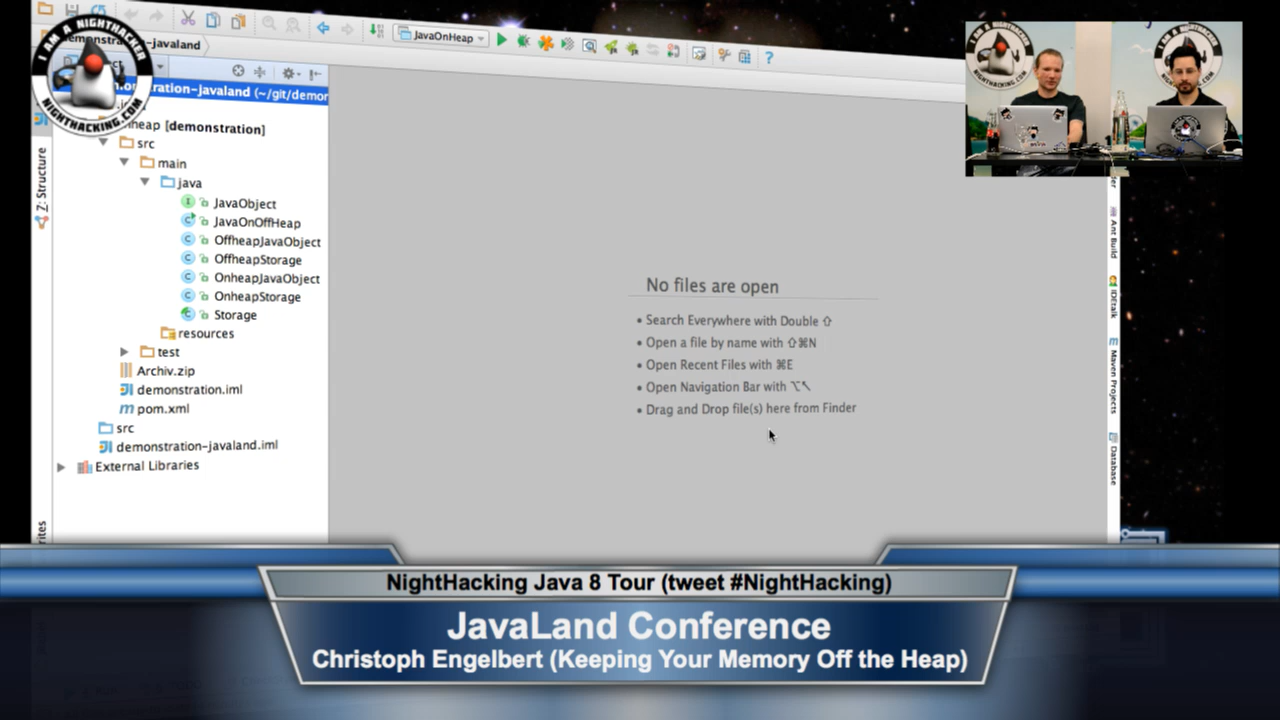 I AM A NIGHTHACKER
NIGHTHACKING.COM
JavaOnHeap
demonstration-javaland (~/git/demon
[demonstration]
src
main
java
JavaObject
JavaOnOffHeap
OffheapJavaObject
OffheapStorage
OnheapJavaObject
OnheapStorage
Storage
resources
test
Archiv.zip
demonstration.iml
pom.xml
src
demonstration-javaland.iml
External Libraries
Z: Structure
No files are open
• Search Everywhere with Double ⇧
• Open a file by name with ⇧⌘N
• Open Recent Files with ⌘E
• Open Navigation Bar with ⌥↖
• Drag and Drop file(s) here from Finder
Ant Build
IDEtalk
Maven Projects
Database
NightHacking Java 8 Tour (tweet #NightHacking)
JavaLand Conference
Christoph Engelbert (Keeping Your Memory Off the Heap)